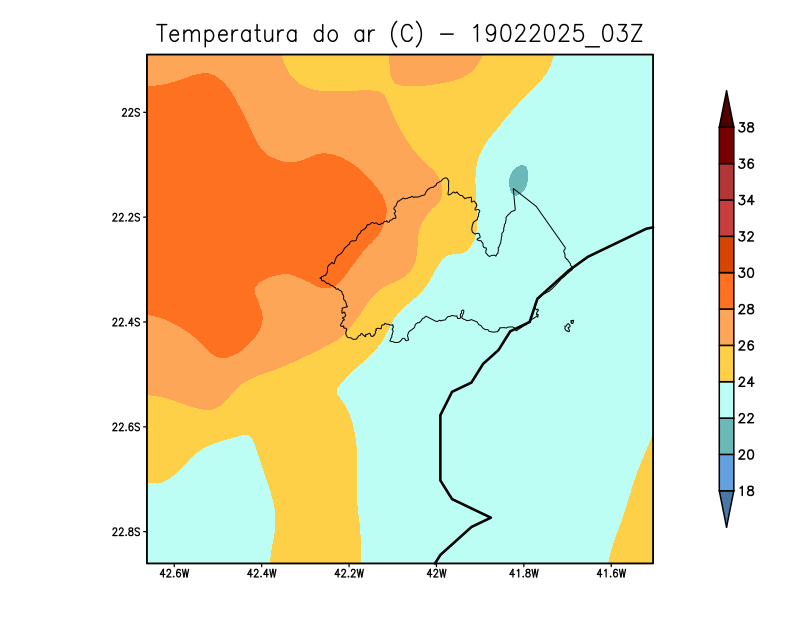 Temperatura do ar (C) - 19022025_03Z
22S
22.2S
22.4S
22.6S
22.8S
42.6W
42.4W
42.2W
42W
41.8W
41.6W
38
36
34
32
30
28
26
24
22
20
18